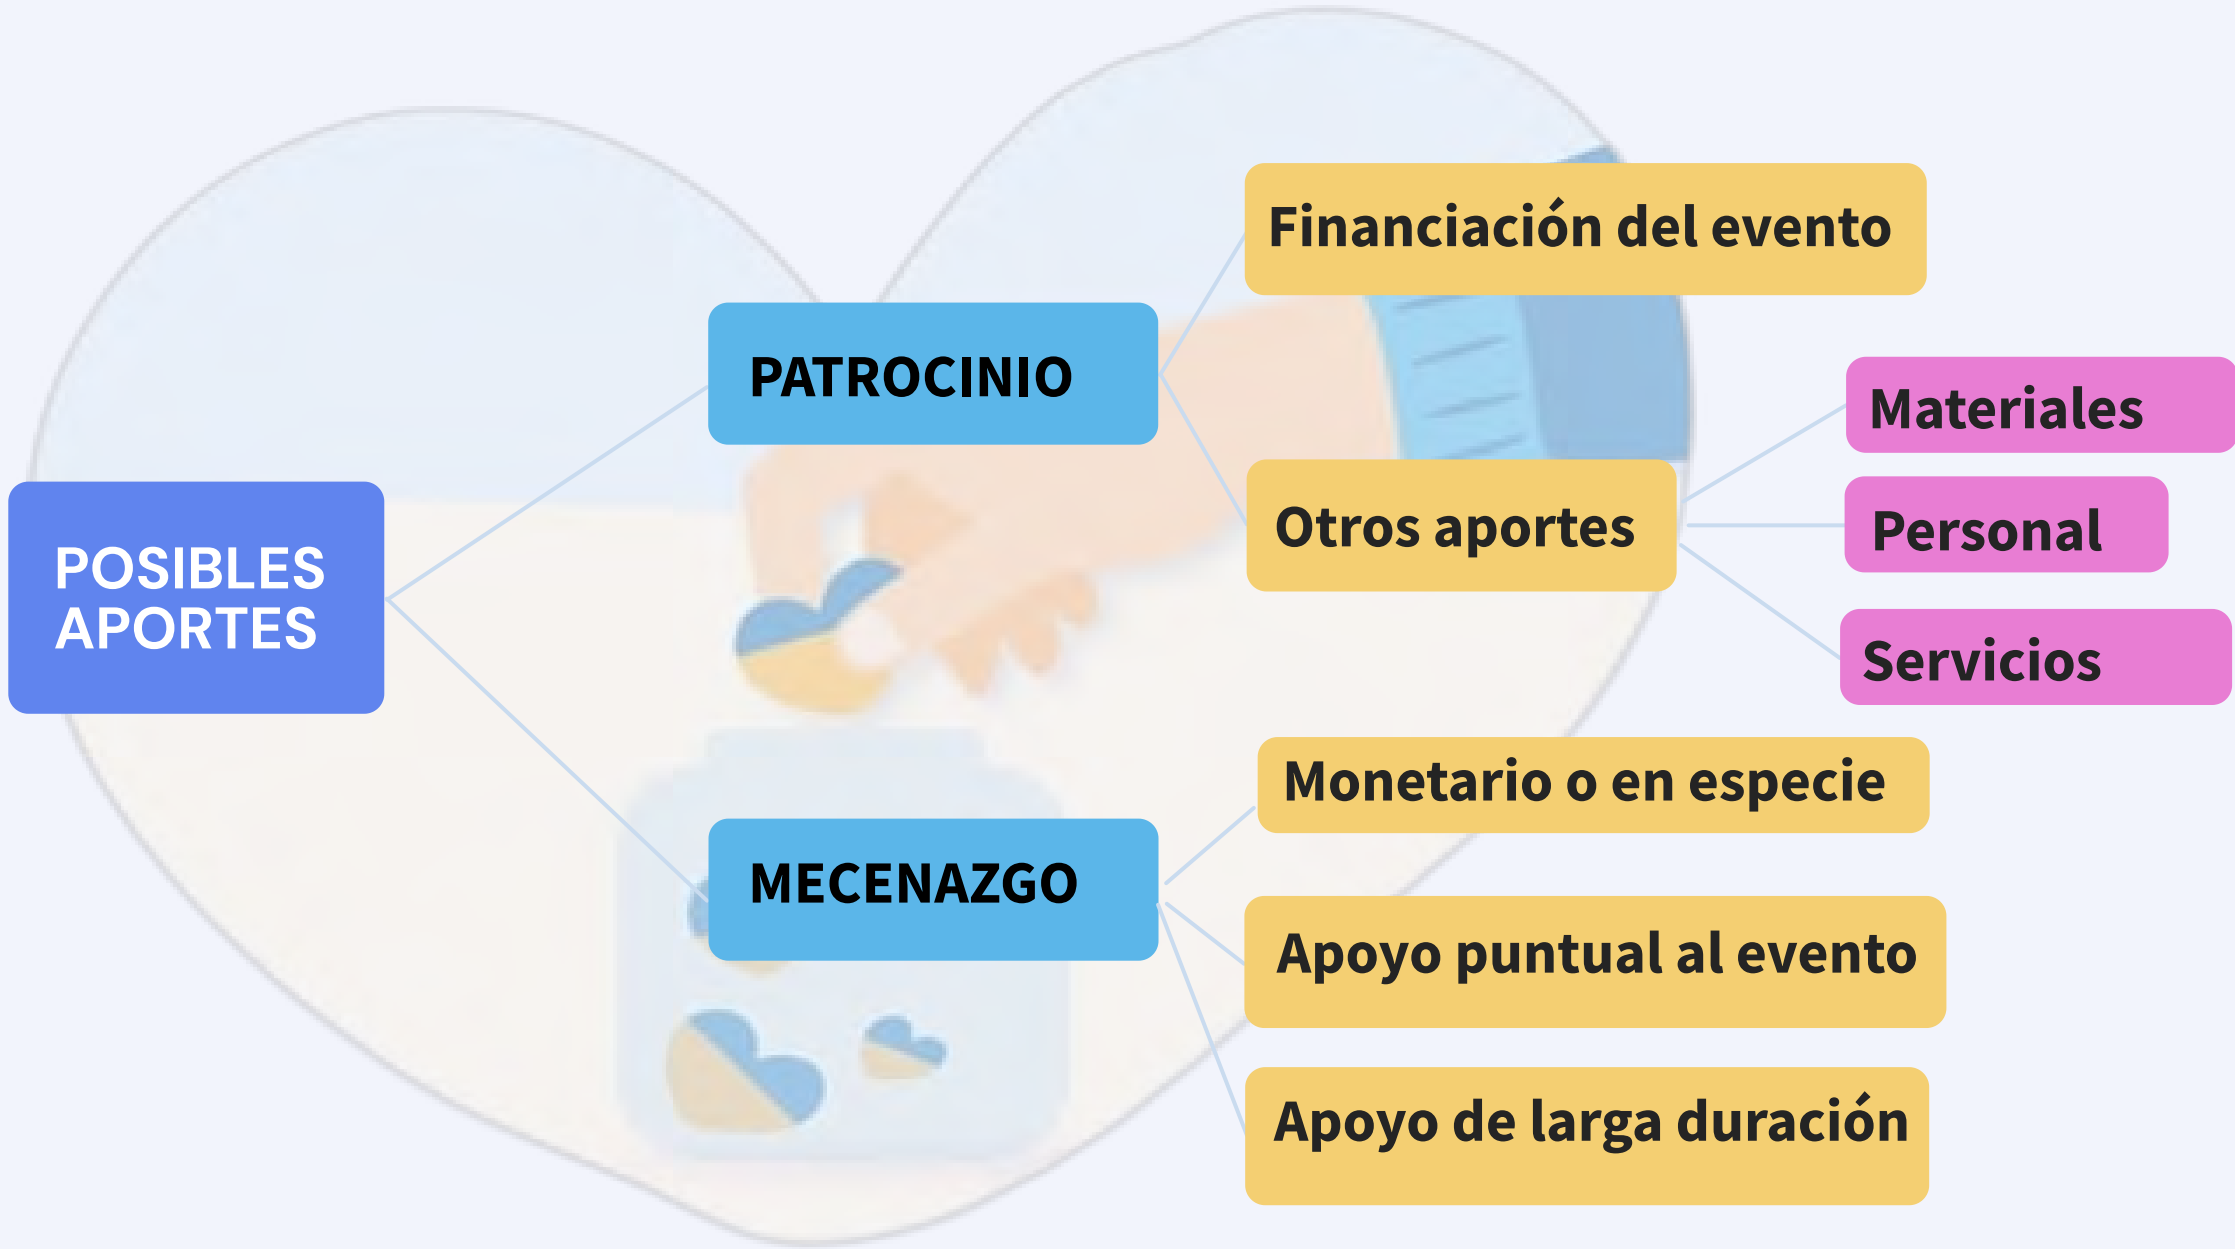 POSIBLES
APORTES
PATROCINIO
Financiación del evento
Otros aportes
Materiales
Personal
Servicios
MECENAZGO
Monetario o en especie
Apoyo puntual al evento
Apoyo de larga duración